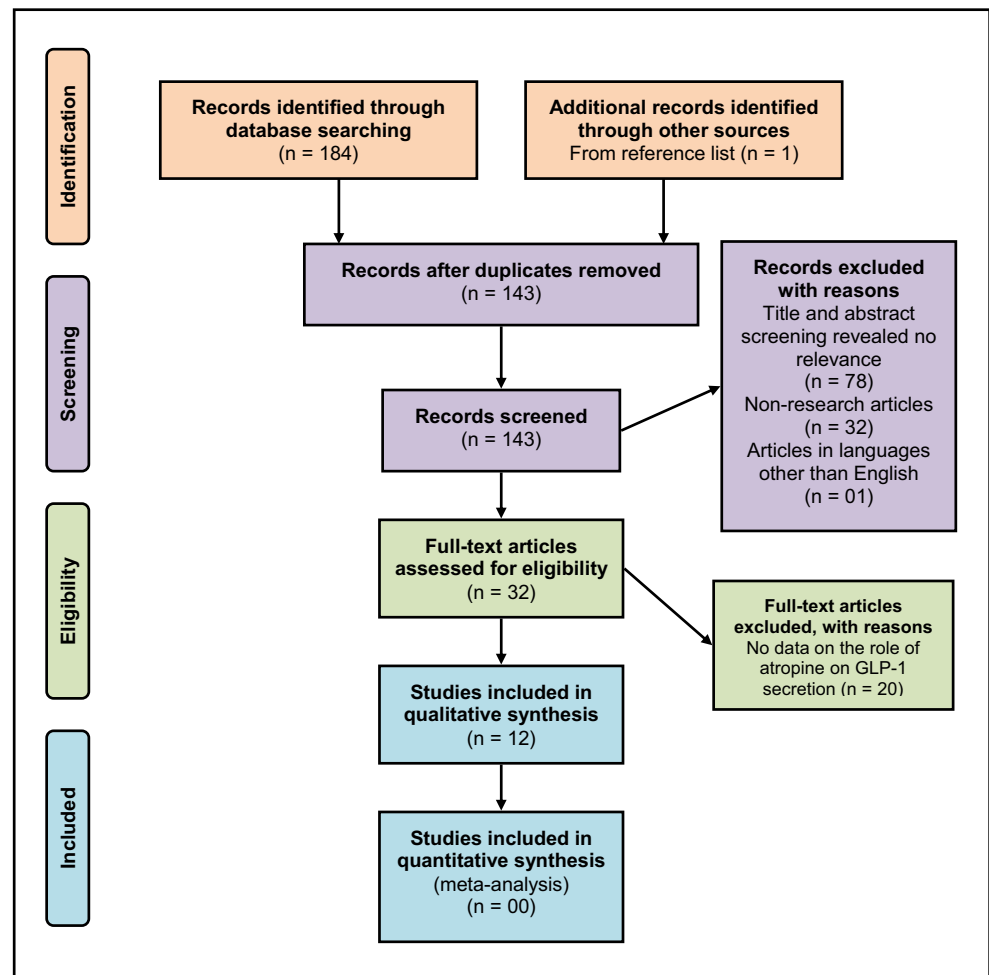 Identification
Records identified through
database searching
(n = 184)
Additional records identified
through other sources
From reference list (n = 1)
Screening
Records after duplicates removed
(n = 143)
Records excluded
with reasons
Title and abstract
screening revealed no
relevance
(n = 78)
Non-research articles
(n = 32)
Articles in languages
other than English
(n = 01)
Records screened
(n = 143)
Eligibility
Full-text articles
assessed for eligibility
(n = 32)
Full-text articles
excluded, with reasons
No data on the role of
atropine on GLP-1
secretion (n = 20)
Studies included in
qualitative synthesis
(n = 12)
Included
Studies included in
quantitative synthesis
(meta-analysis)
(n = 00)